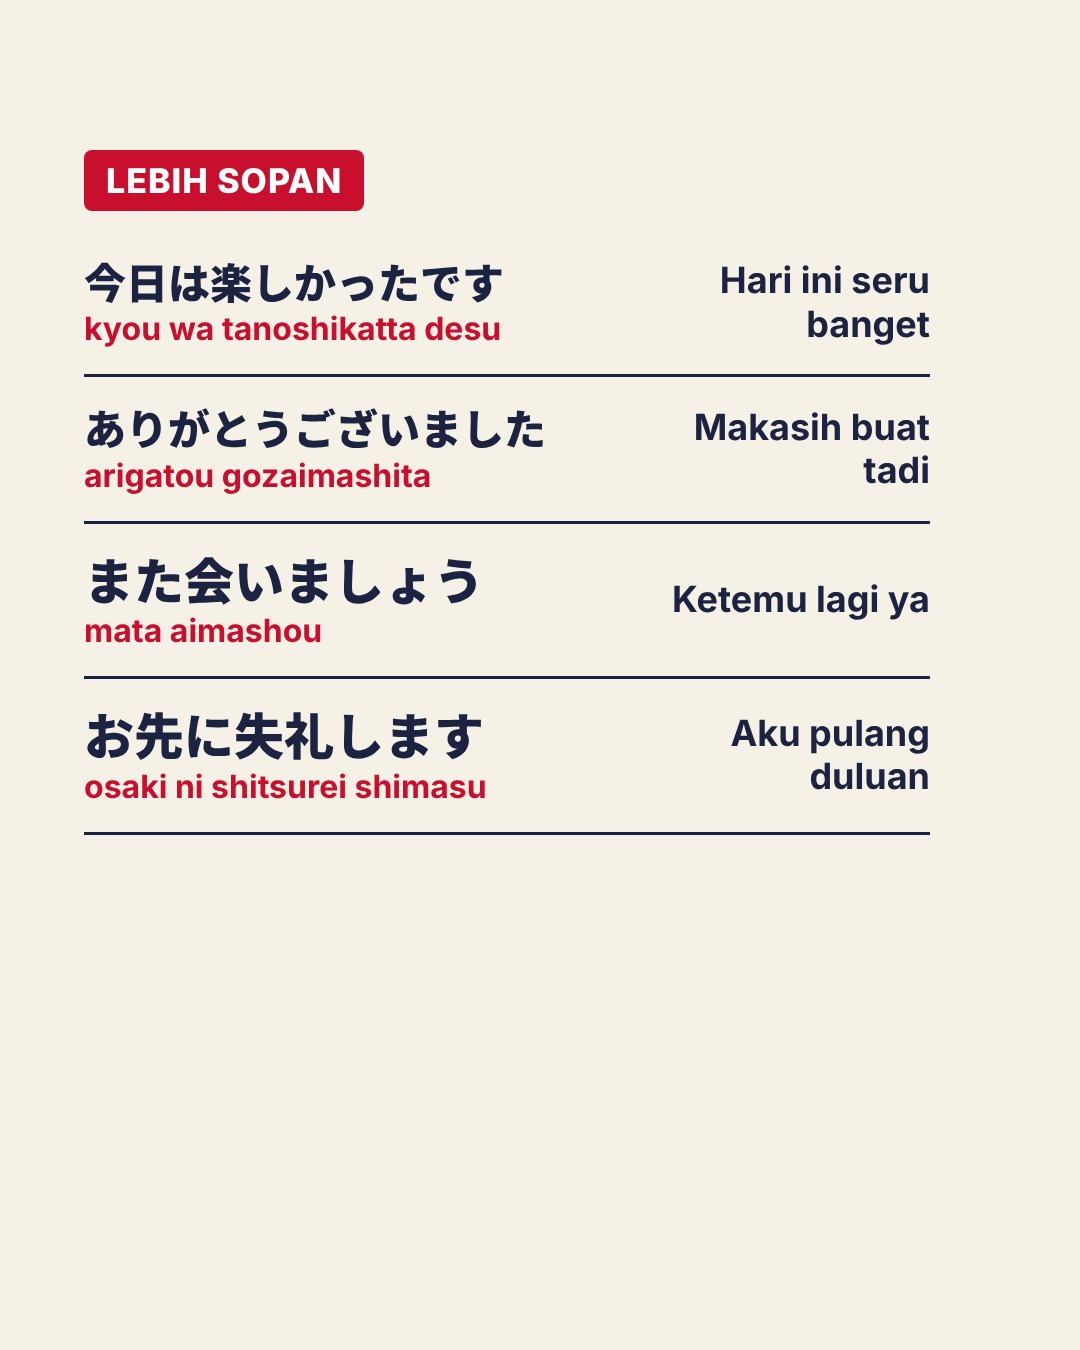 LEBIH SOPAN
今日は楽しかったです
kyou wa tanoshikatta desu
Hari ini seru
banget
ありがとうございました
arigatou gozaimashita
Makasih buat
tadi
また会いましょう
mata aimashou
Ketemu lagi ya
お先に失礼します
osaki ni shitsurei shimasu
Aku pulang
duluan